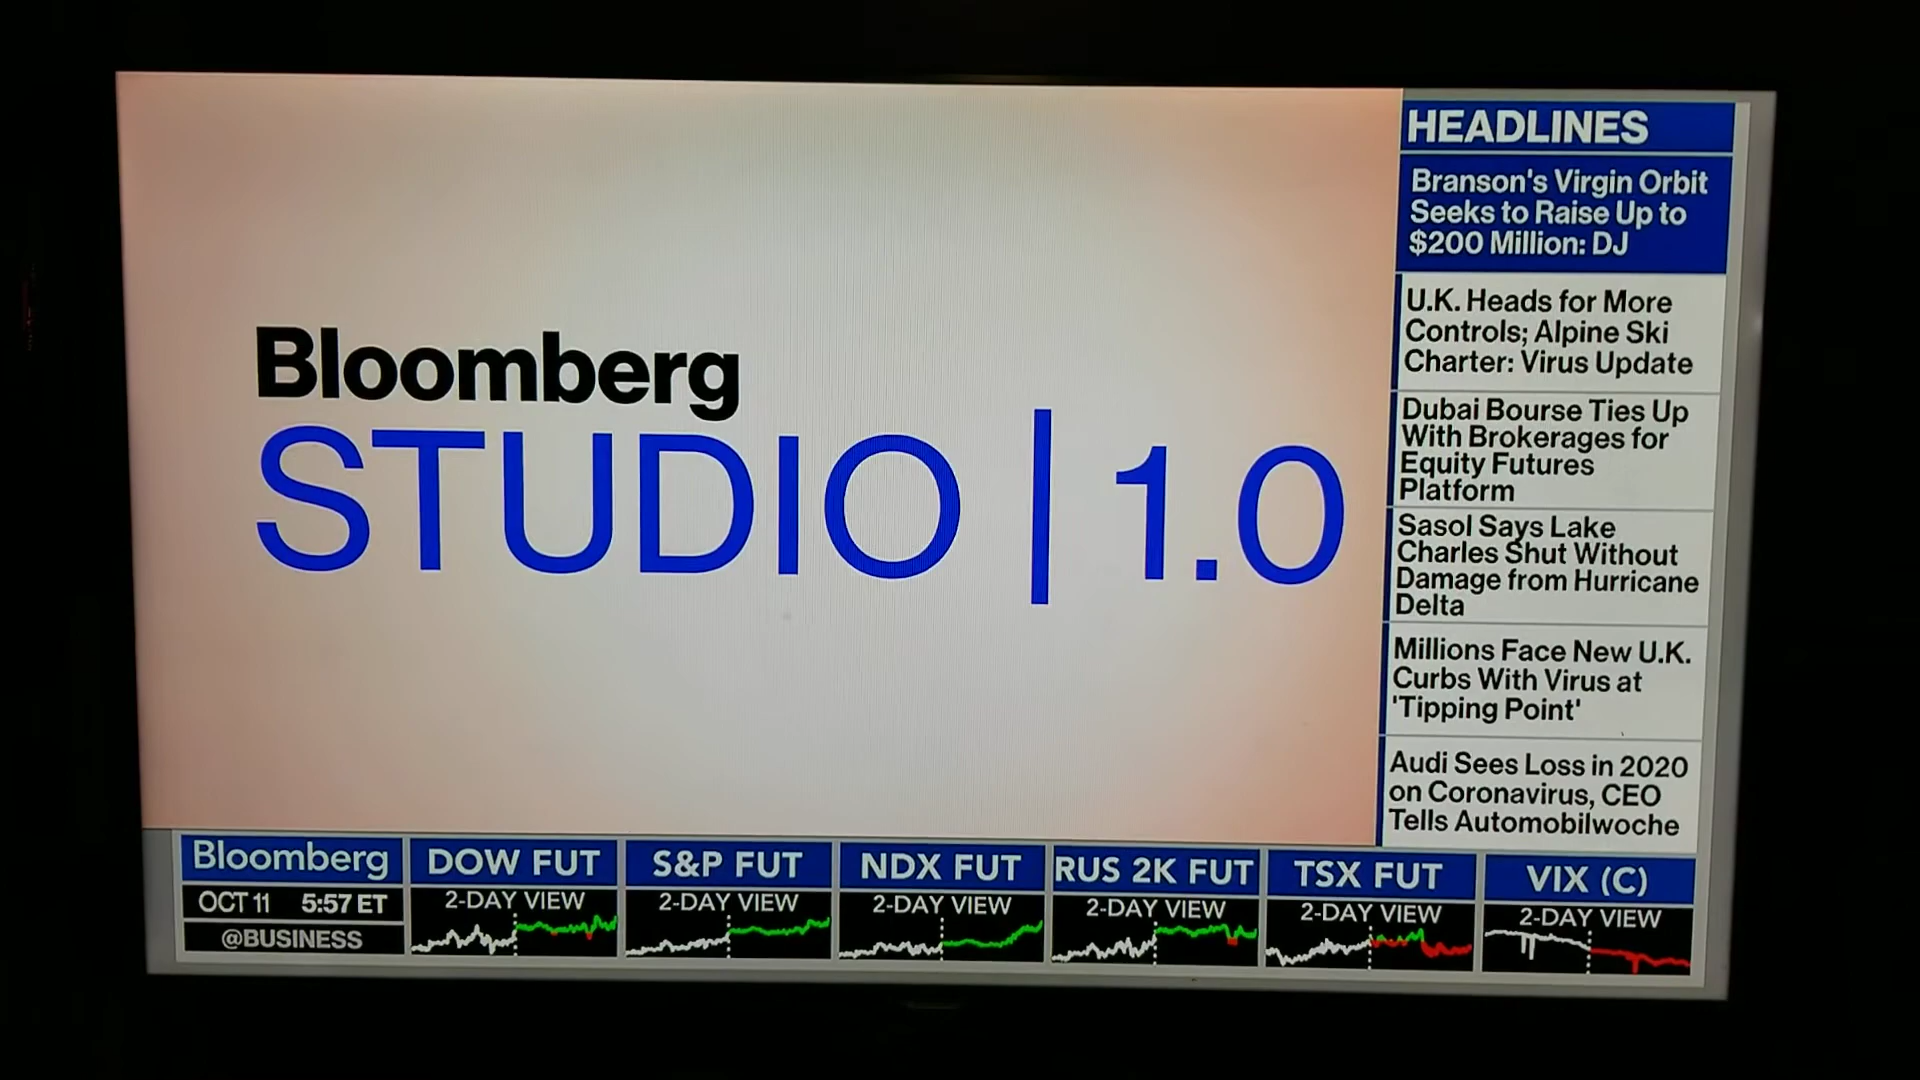 Bloomberg
STUDIO | 1.0
HEADLINES
Branson's Virgin Orbit
Seeks to Raise Up to
$200 Million: DJ
U.K. Heads for More
Controls; Alpine Ski
Charter: Virus Update
Dubai Bourse Ties Up
With Brokerages for
Equity Futures
Platform
Sasol Says Lake
Charles Shut Without
Damage from Hurricane
Delta
Millions Face New U.K.
Curbs With Virus at
'Tipping Point'
Audi Sees Loss in 2020
on Coronavirus, CEO
Tells Automobilwoche
Bloomberg
OCT 11 5:57 ET
@BUSINESS
DOW FUT
2-DAY VIEW
S&P FUT
2-DAY VIEW
NDX FUT
2-DAY VIEW
RUS 2K FUT
2-DAY VIEW
TSX FUT
2-DAY VIEW
VIX (C)
2-DAY VIEW